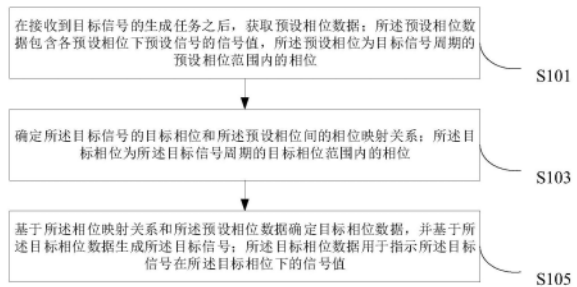 在接收到目标信号的生成任务之后，获取预设相位数据；所述预设相位数
据包含各预设相位下预设信号的信号值，所述预设相位为目标信号周期的
预设相位范围内的相位
S101
确定所述目标信号的目标相位和所述预设相位间的相位映射关系；所述目
标相位为所述目标信号周期的目标相位范围内的相位
S103
基于所述相位映射关系和所述预设相位数据确定目标相位数据，并基于所
述目标相位数据生成所述目标信号；所述目标相位数据用于指示所述目标
信号在所述目标相位下的信号值
S105